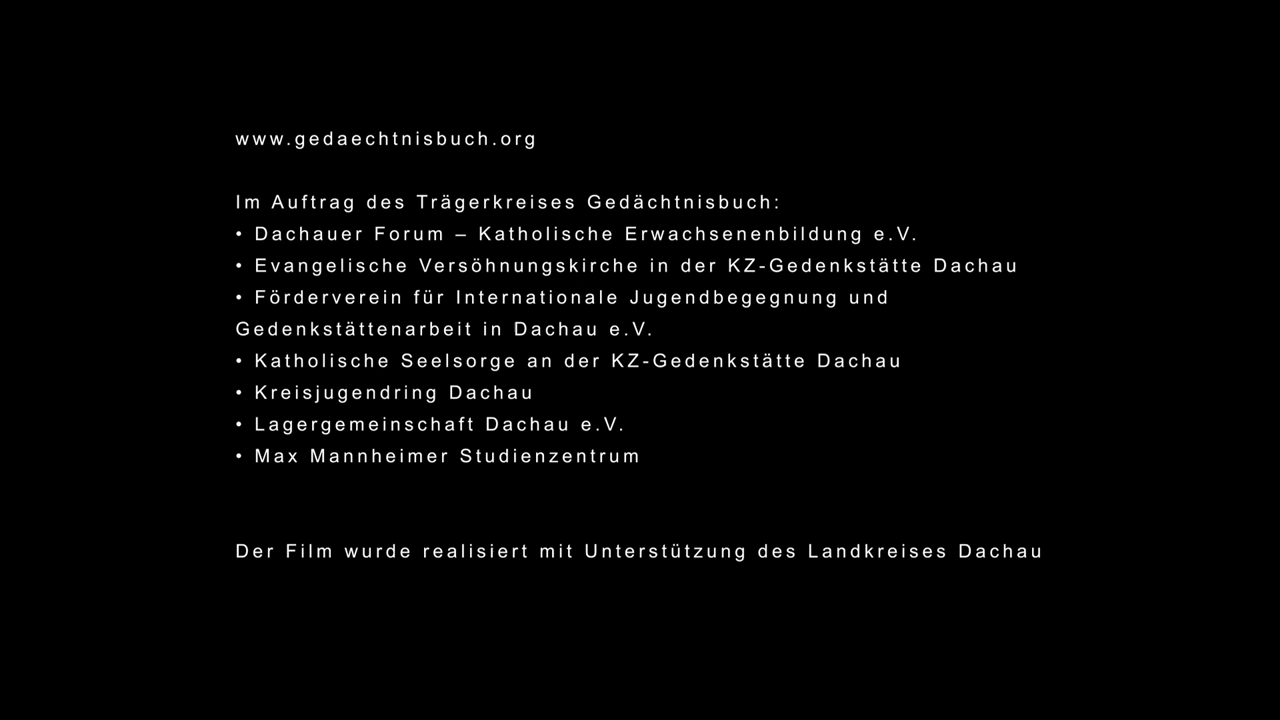 www.gedaechtnisbuch.org
Im Auftrag des Trägerkreises Gedächtnisbuch:
• Dachauer Forum – Katholische Erwachsenenbildung e.V.
• Evangelische Versöhnungskirche in der KZ-Gedenkstätte Dachau
• Förderverein für Internationale Jugendbegegnung und
Gedenkstättenarbeit in Dachau e.V.
• Katholische Seelsorge an der KZ-Gedenkstätte Dachau
• Kreisjugendring Dachau
• Lagergemeinschaft Dachau e.V.
• Max Mannheimer Studienzentrum
Der Film wurde realisiert mit Unterstützung des Landkreises Dachau